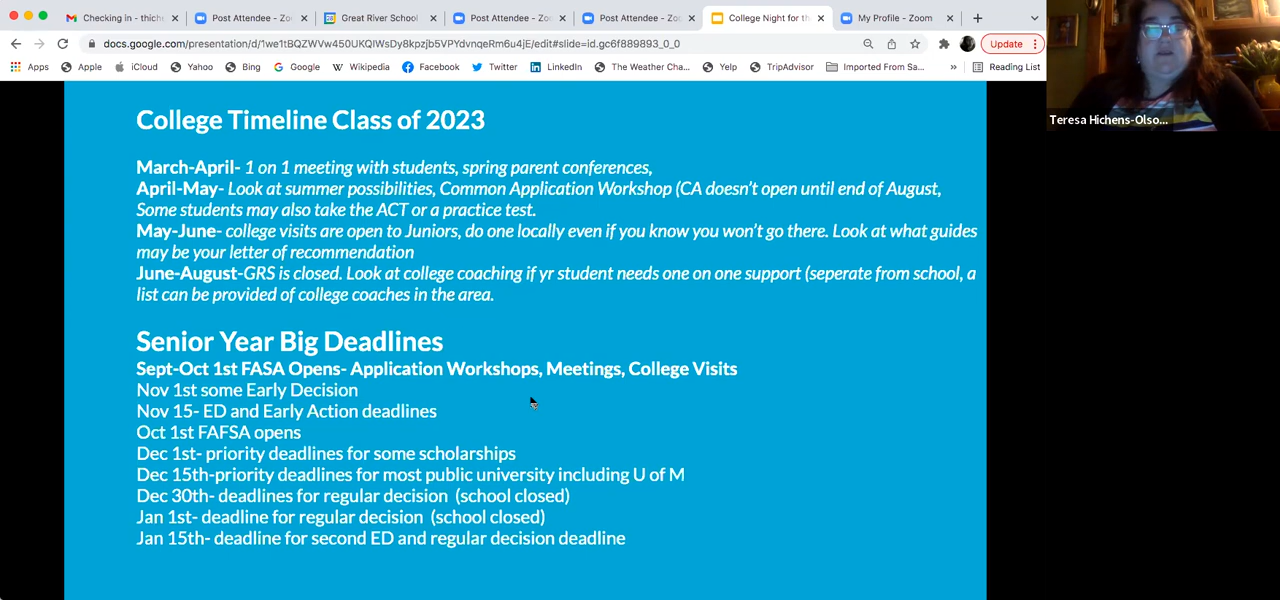 Checking in - thich
Post Attendee - Zoo
Great River School
Post Attendee - Zoo
Post Attendee - Zoo
College Night for th
My Profile - Zoom
docs.google.com/presentation/d/1we1tBQZWVw450UKQIWsDy8kpzjb5VPYdvnqeRm6u4jE/edit#slide=id.gc6f889893_0_0
Update
Apps Apple iCloud Yahoo Bing Google Wikipedia Facebook Twitter LinkedIn The Weather Cha... Yelp TripAdvisor Imported From Sa... » Reading List
Teresa Hichens-Olso...
College Timeline Class of 2023
March-April- 1 on 1 meeting with students, spring parent conferences,
April-May- Look at summer possibilities, Common Application Workshop (CA doesn't open until end of August,
Some students may also take the ACT or a practice test.
May-June- college visits are open to Juniors, do one locally even if you know you won't go there. Look at what guides
may be your letter of recommendation
June-August-GRS is closed. Look at college coaching if yr student needs one on one support (seperate from school, a
list can be provided of college coaches in the area.
Senior Year Big Deadlines
Sept-Oct 1st FASA Opens- Application Workshops, Meetings, College Visits
Nov 1st some Early Decision
Nov 15- ED and Early Action deadlines
Oct 1st FAFSA opens
Dec 1st- priority deadlines for some scholarships
Dec 15th-priority deadlines for most public university including U of M
Dec 30th- deadlines for regular decision (school closed)
Jan 1st- deadline for regular decision (school closed)
Jan 15th- deadline for second ED and regular decision deadline